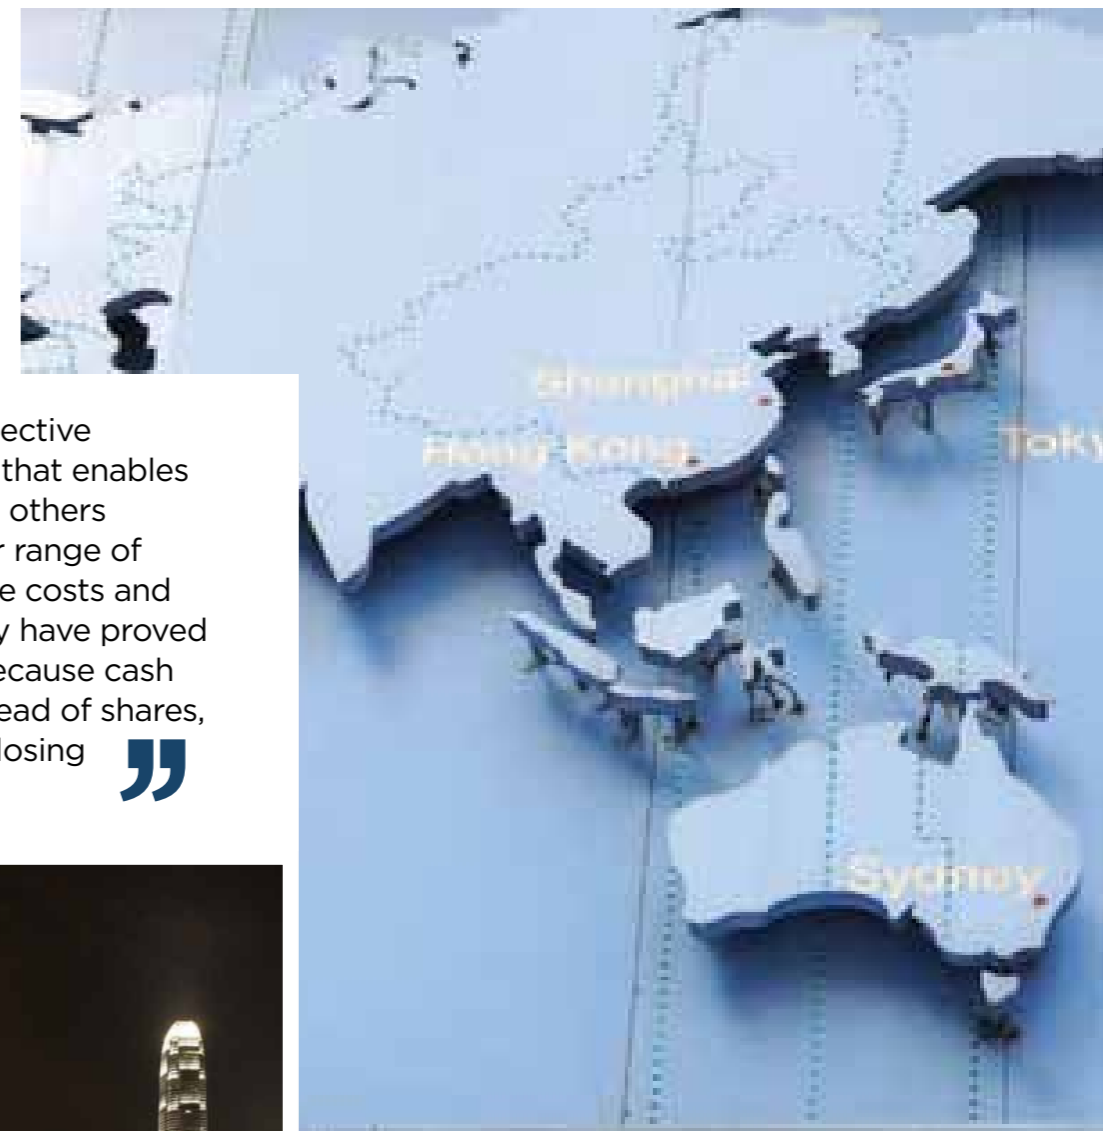 ective
that enables
others
r range of
e costs and
y have proved
ecause cash
ead of shares,
losing
”
Shanghai
Hong Kong
Toky
Sydney